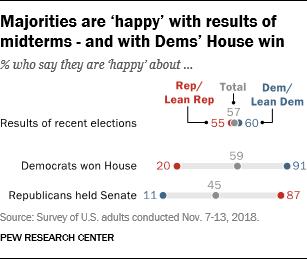 Majorities are ‘happy’ with results of
midterms - and with Dems’ House win
% who say they are ‘happy’ about ...
Rep/ Total Dem/
Lean Rep Lean Dem
57
Results of recent elections 55 60
59
Democrats won House 20 91
45
Republicans held Senate 11 87
Source: Survey of U.S. adults conducted Nov. 7-13, 2018.
PEW RESEARCH CENTER